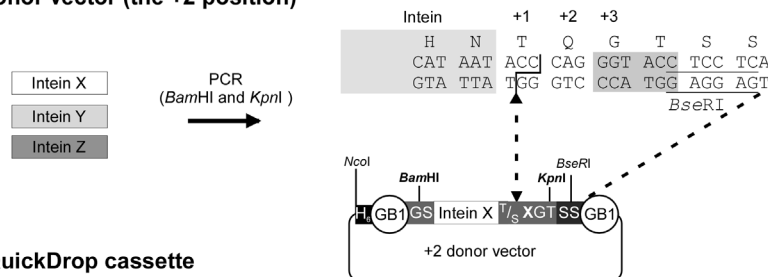 onor vector (the +2 position)
Intein +1 +2 +3
H N T Q G T S S
CAT AAT ACC CAG GGT ACC TCC TCA
GTA TTA TGG GTC CCA TGG AGG AGT
BseRI
Intein X
Intein Y
Intein Z
PCR
(BamHI and KpnI )
NcoI BamHI KpnI BseRI
H6 GB1 GS Intein X T/S XGT SS GB1
+2 donor vector
uickDrop cassette